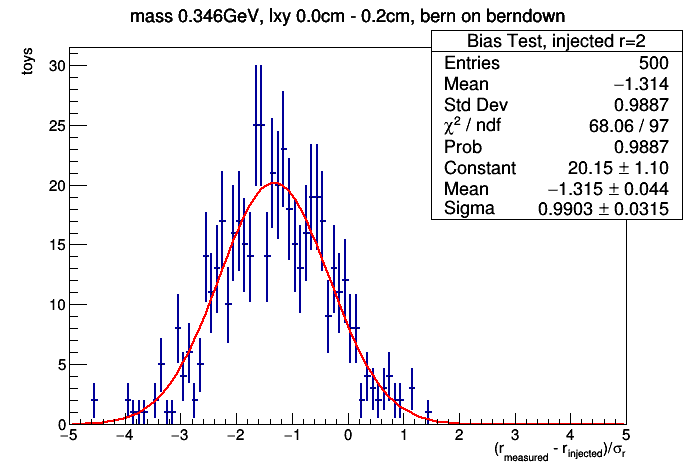 mass 0.346GeV, lxy 0.0cm - 0.2cm, bern on berndown
Bias Test, injected r=2
Entries 500
Mean −1.314
Std Dev 0.9887
χ² / ndf 68.06 / 97
Prob 0.9887
Constant 20.15 ± 1.10
Mean −1.315 ± 0.044
Sigma 0.9903 ± 0.0315
toys
30
25
20
15
10
5
0
−5 −4 −3 −2 −1 0 1 2 3 4 5
(r_measured - r_injected)/σ_r